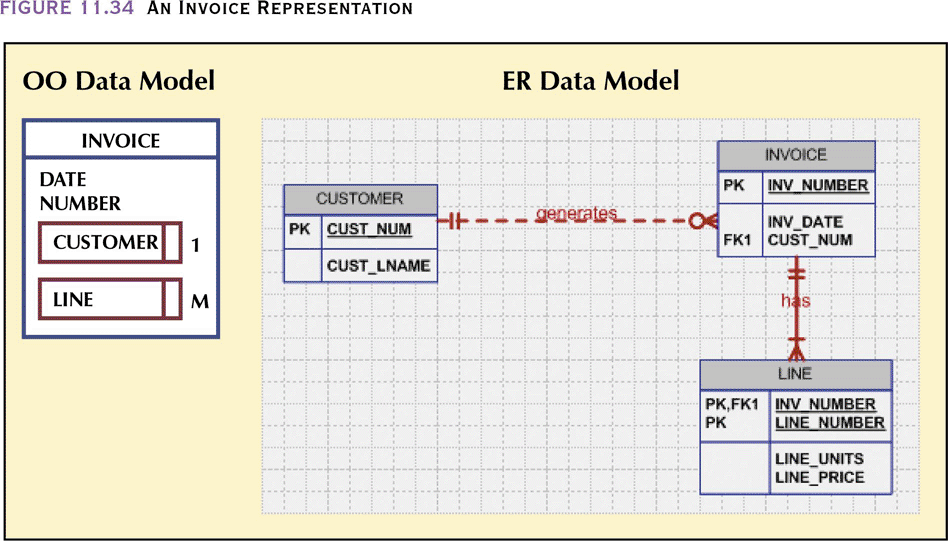 FIGURE 11.34 AN INVOICE REPRESENTATION
OO Data Model
INVOICE
DATE
NUMBER
CUSTOMER 1
LINE M
ER Data Model
CUSTOMER
PK CUST_NUM
CUST_LNAME
generates
INVOICE
PK INV_NUMBER
INV_DATE
FK1 CUST_NUM
has
LINE
PK,FK1 INV_NUMBER
PK LINE_NUMBER
LINE_UNITS
LINE_PRICE